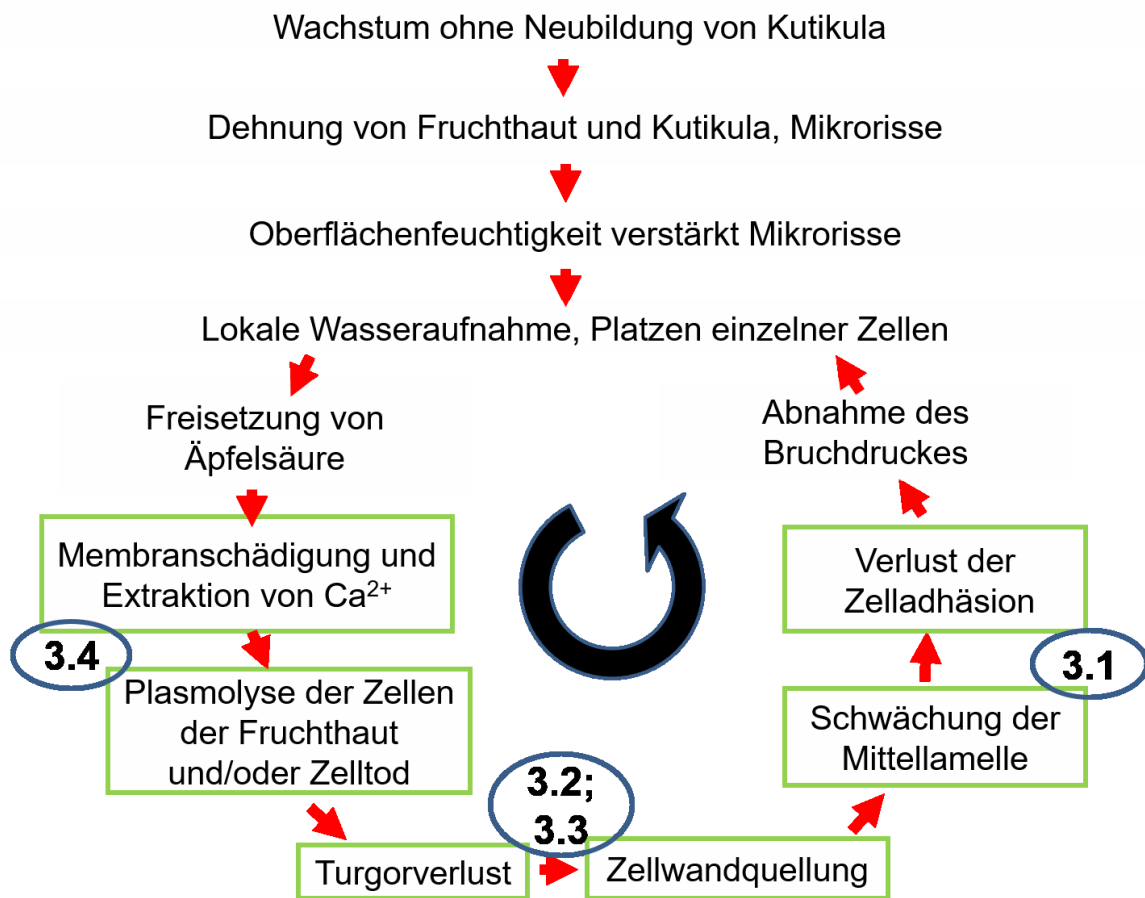 Wachstum ohne Neubildung von Kutikula
Dehnung von Fruchthaut und Kutikula, Mikrorisse
Oberflächenfeuchtigkeit verstärkt Mikrorisse
Lokale Wasseraufnahme, Platzen einzelner Zellen
Freisetzung von
Äpfelsäure
Membranschädigung und
Extraktion von Ca²⁺
3.4
Plasmolyse der Zellen
der Fruchthaut
und/oder Zelltod
Turgorverlust
3.2;
3.3
Zellwandquellung
Schwächung der
Mittellamelle
3.1
Verlust der
Zelladhäsion
Abnahme des
Bruchdruckes